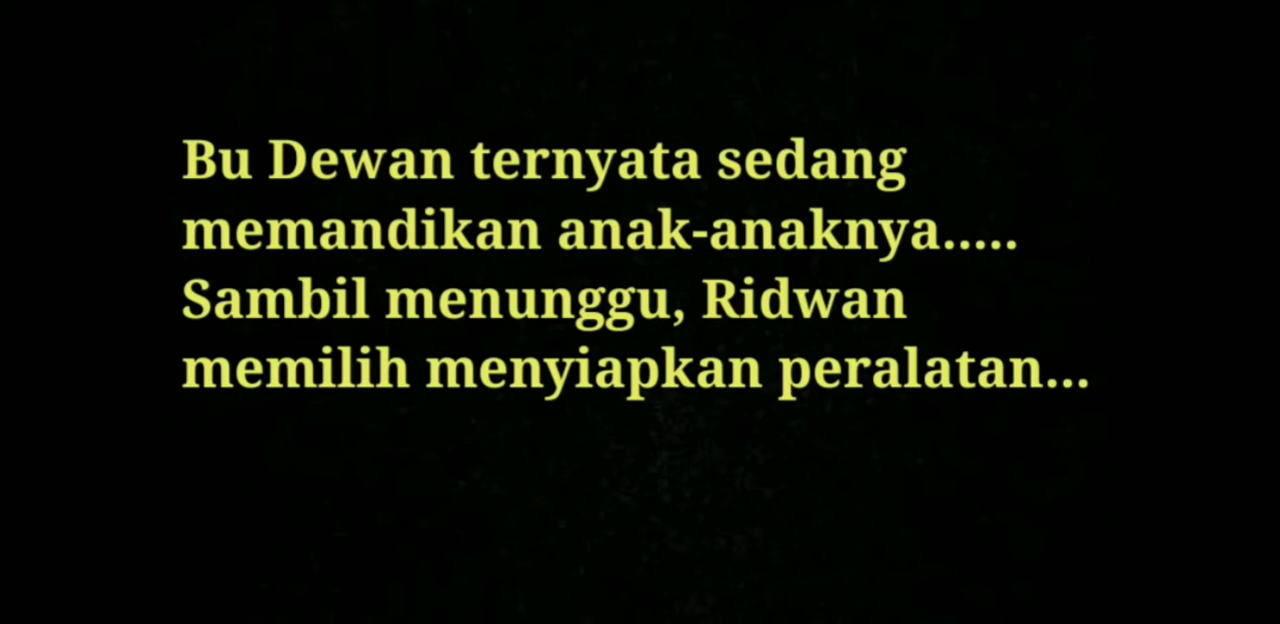 Bu Dewan ternyata sedang
memandikan anak-anaknya.....
Sambil menunggu, Ridwan
memilih menyiapkan peralatan...